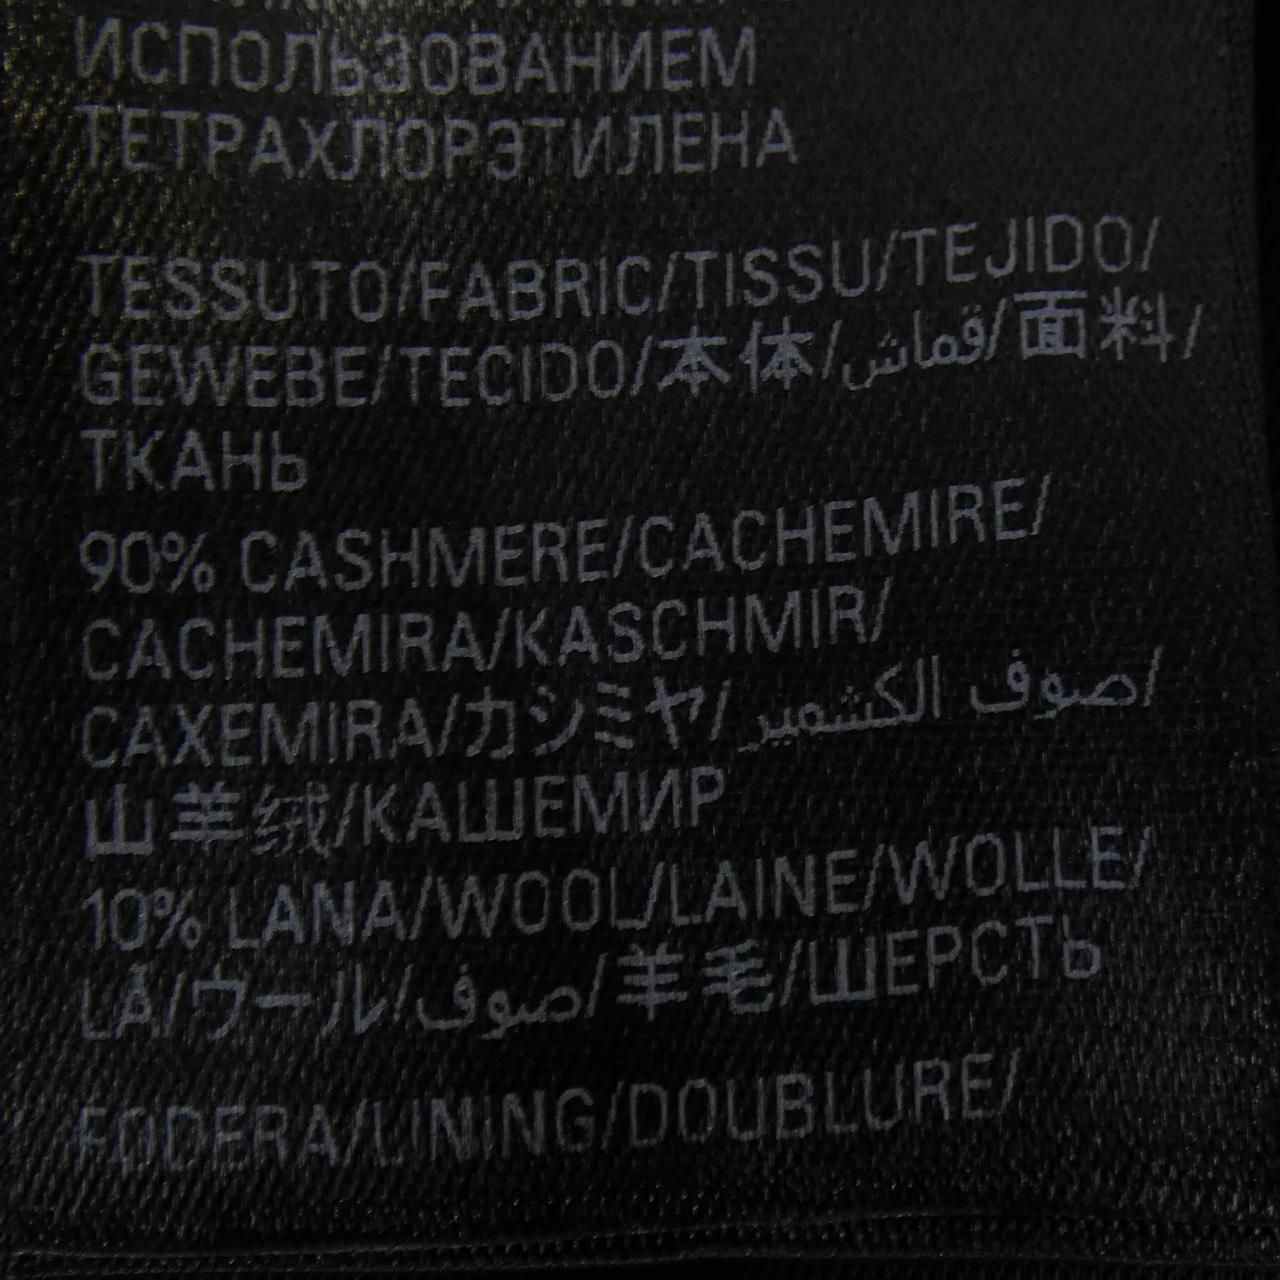 ИСПОЛЬЗОВАНИЕМ
ТЕТРАХЛОРЭТИЛЕНА
TESSUTO/FABRIC/TISSU/TEJIDO/
GEWEBE/TECIDO/本体/قماش/面料/
ТКАНЬ
90% CASHMERE/CACHEMIRE/
CACHEMIRA/KASCHMIR/
CAXEMIRA/カシミヤ/صوف الكشمير/
山羊绒/КАШЕМИР
10% LANA/WOOL/LAINE/WOLLE/
LÃ/ウール/صوف/羊毛/ШЕРСТЬ
FODERA/LINING/DOUBLURE/